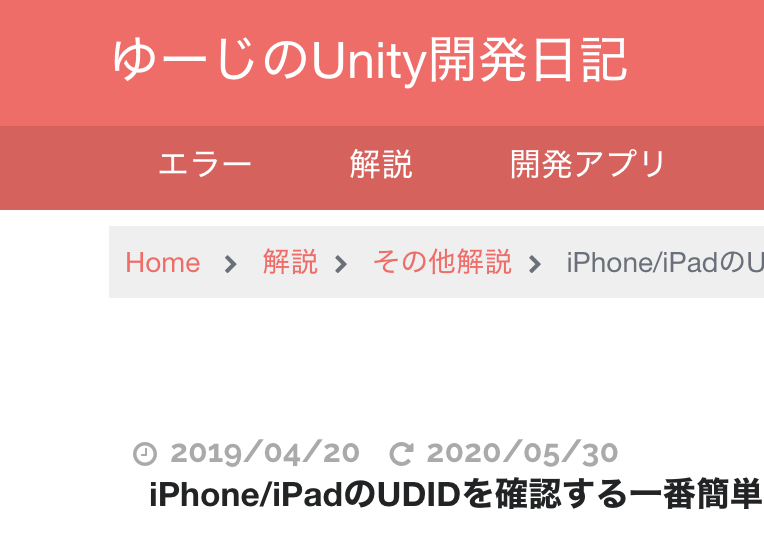 ゆーじのUnity開発日記
エラー 解説 開発アプリ
Home 解説 その他解説 iPhone/iPadのU
2019/04/20 2020/05/30
iPhone/iPadのUDIDを確認する一番簡単